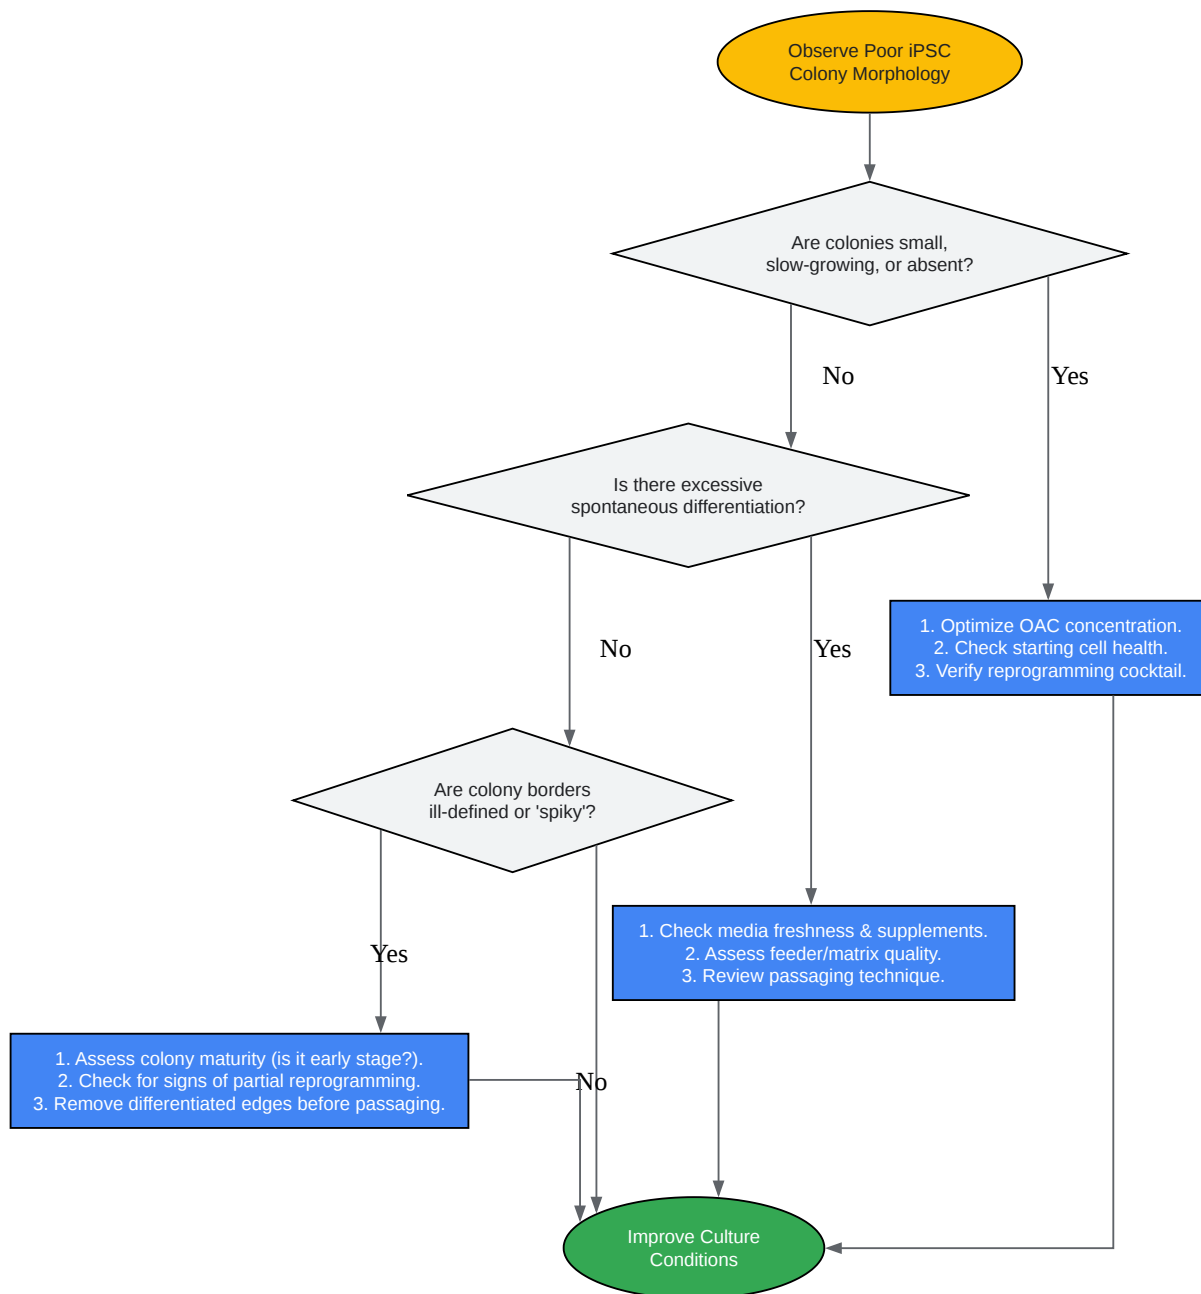 Observe Poor iPSC
Colony Morphology
Are colonies small,
slow-growing, or absent?
No
Yes
Is there excessive
spontaneous differentiation?
1. Optimize OAC concentration.
2. Check starting cell health.
3. Verify reprogramming cocktail.
No
Yes
Are colony borders
ill-defined or 'spiky'?
1. Check media freshness & supplements.
2. Assess feeder/matrix quality.
3. Review passaging technique.
Yes
1. Assess colony maturity (is it early stage?).
2. Check for signs of partial reprogramming.
3. Remove differentiated edges before passaging.
No
Improve Culture
Conditions